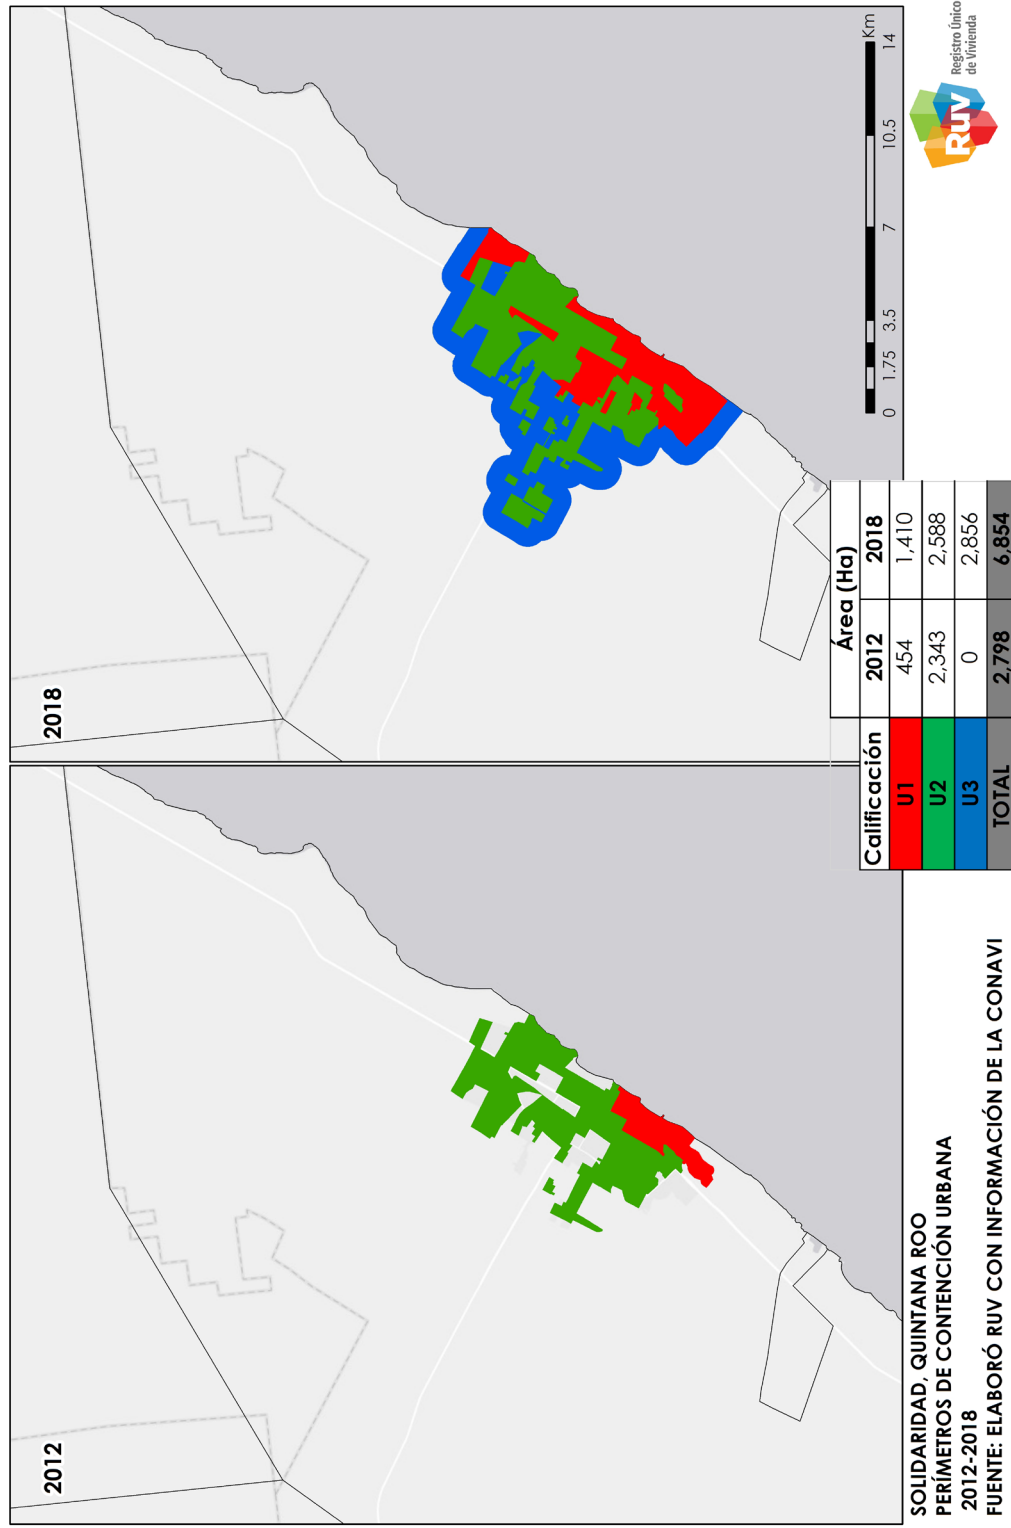 2012
2018
0 1.75 3.5 7 10.5 14
Km
SOLIDARIDAD, QUINTANA ROO
PERÍMETROS DE CONTENCIÓN URBANA
2012-2018
FUENTE: ELABORÓ RUV CON INFORMACIÓN DE LA CONAVI
Calificación Área (Ha)
2012 2018
U1 454 1,410
U2 2,343 2,588
U3 0 2,856
TOTAL 2,798 6,854
Ruv
Registro Único
de Vivienda